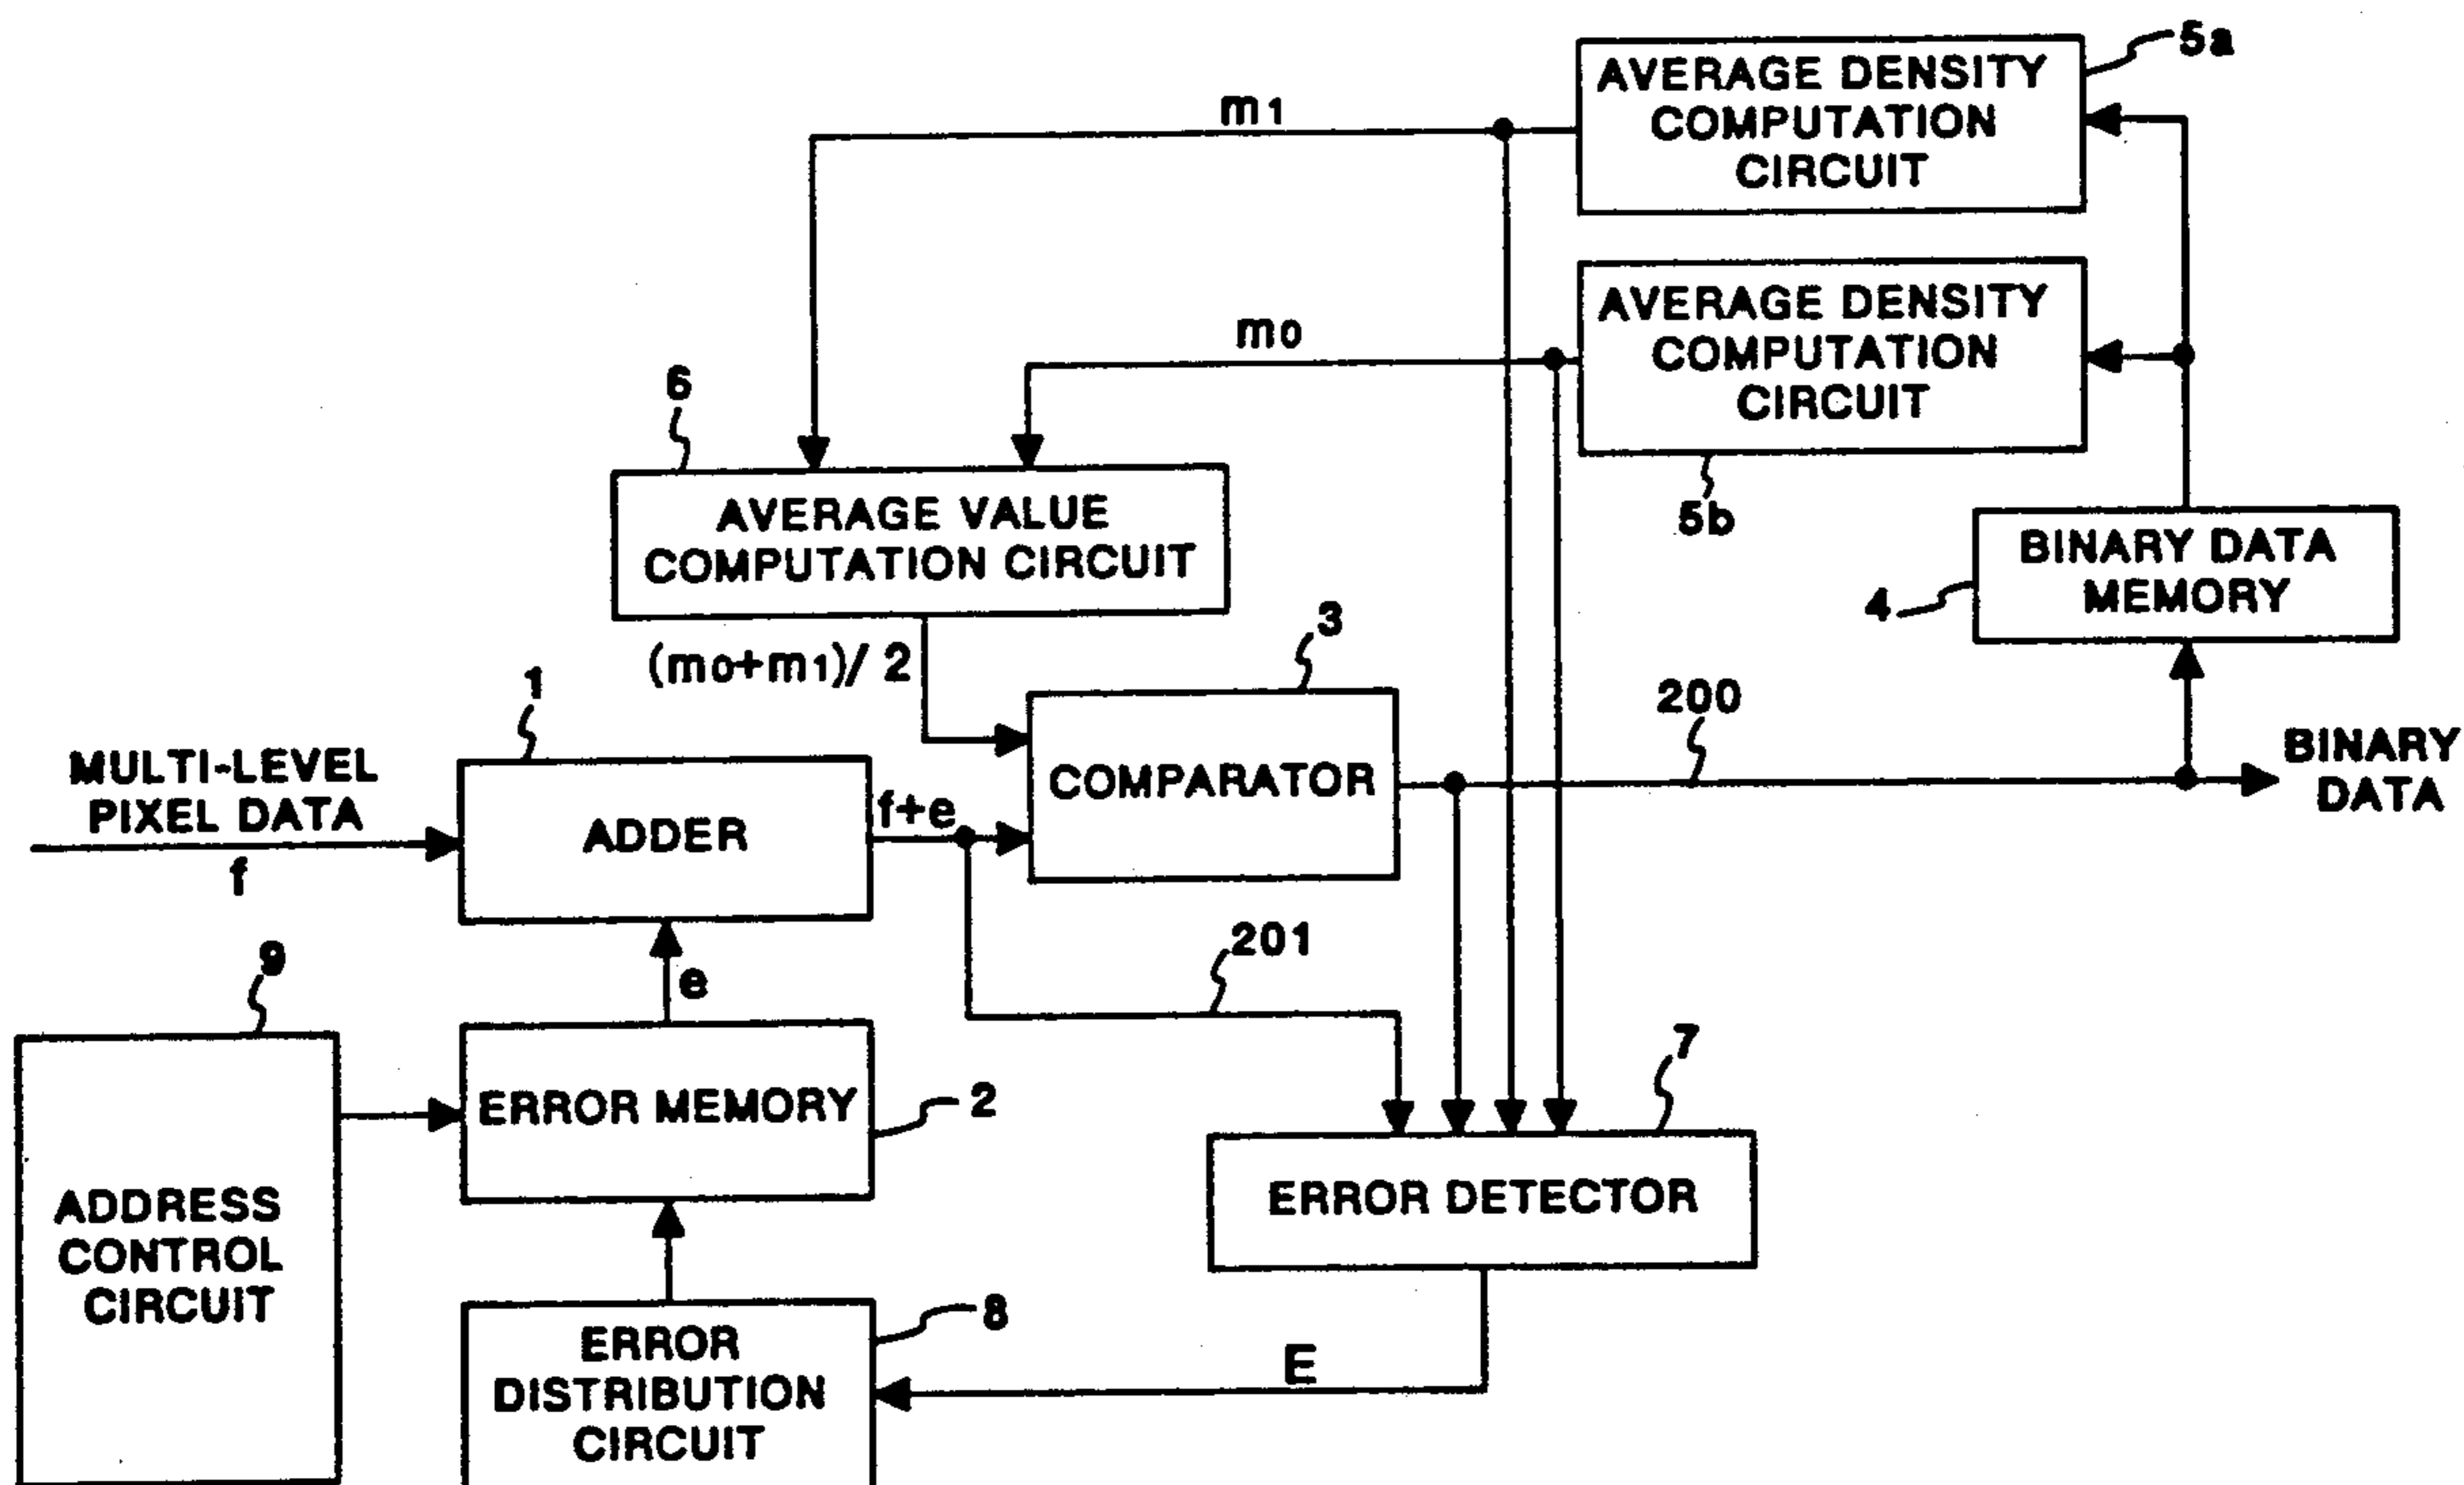 5a
AVERAGE DENSITY
COMPUTATION
CIRCUIT
m1
AVERAGE DENSITY
COMPUTATION
CIRCUIT
m0
6
5b
AVERAGE VALUE
COMPUTATION CIRCUIT
BINARY DATA
MEMORY
4
(m0+m1)/2
3
1
200
MULTI-LEVEL
PIXEL DATA
f
ADDER
f+e
COMPARATOR
BINARY
DATA
9
e
201
7
ERROR MEMORY
2
ERROR DETECTOR
ADDRESS
CONTROL
CIRCUIT
8
ERROR
DISTRIBUTION
CIRCUIT
E